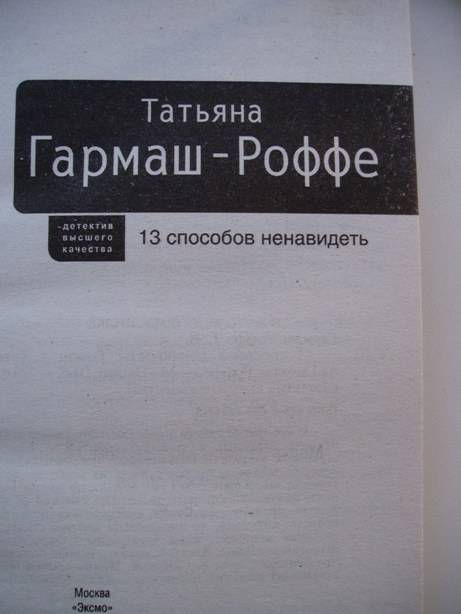 Татьяна
Гармаш-Роффе
детектив
высшего
качества
13 способов ненавидеть
Москва
«Эксмо»